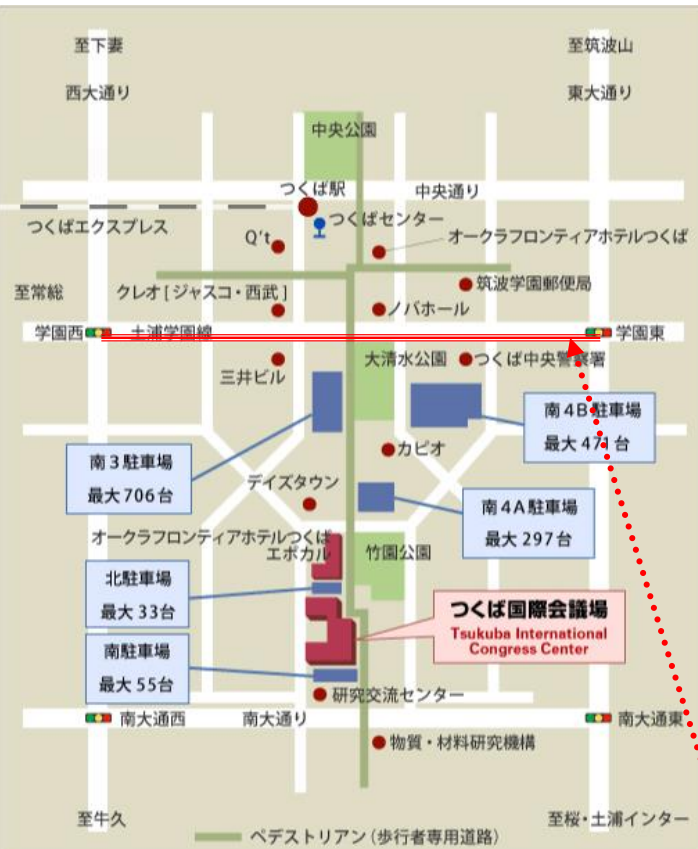 至下妻
至筑波山
西大通り
東大通り
中央公園
つくば駅
中央通り
つくばエクスプレス
つくばセンター
Q't
オークラフロンティアホテルつくば
至常総
クレオ [ジャスコ・西武]
筑波学園郵便局
ノバホール
学園西
土浦学園線
学園東
三井ビル
大清水公園
つくば中央警察署
南4B駐車場
最大 471台
南3駐車場
最大 706台
カピオ
デイズタウン
南4A駐車場
最大 297台
オークラフロンティアホテルつくば
エポカル
竹園公園
北駐車場
最大 33台
つくば国際会議場
Tsukuba International
Congress Center
南駐車場
最大 55台
研究交流センター
南大通西
南大通り
南大通東
物質・材料研究機構
至牛久
至桜・土浦インター
ペデストリアン (歩行者専用道路)